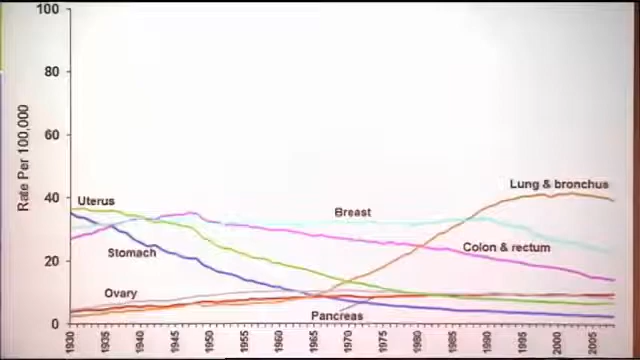 100
80
60
40
20
0
Rate Per 100,000
Uterus
Stomach
Ovary
Breast
Pancreas
Lung & bronchus
Colon & rectum
1930
1935
1940
1945
1950
1955
1960
1965
1970
1975
1980
1985
1990
1995
2000
2005